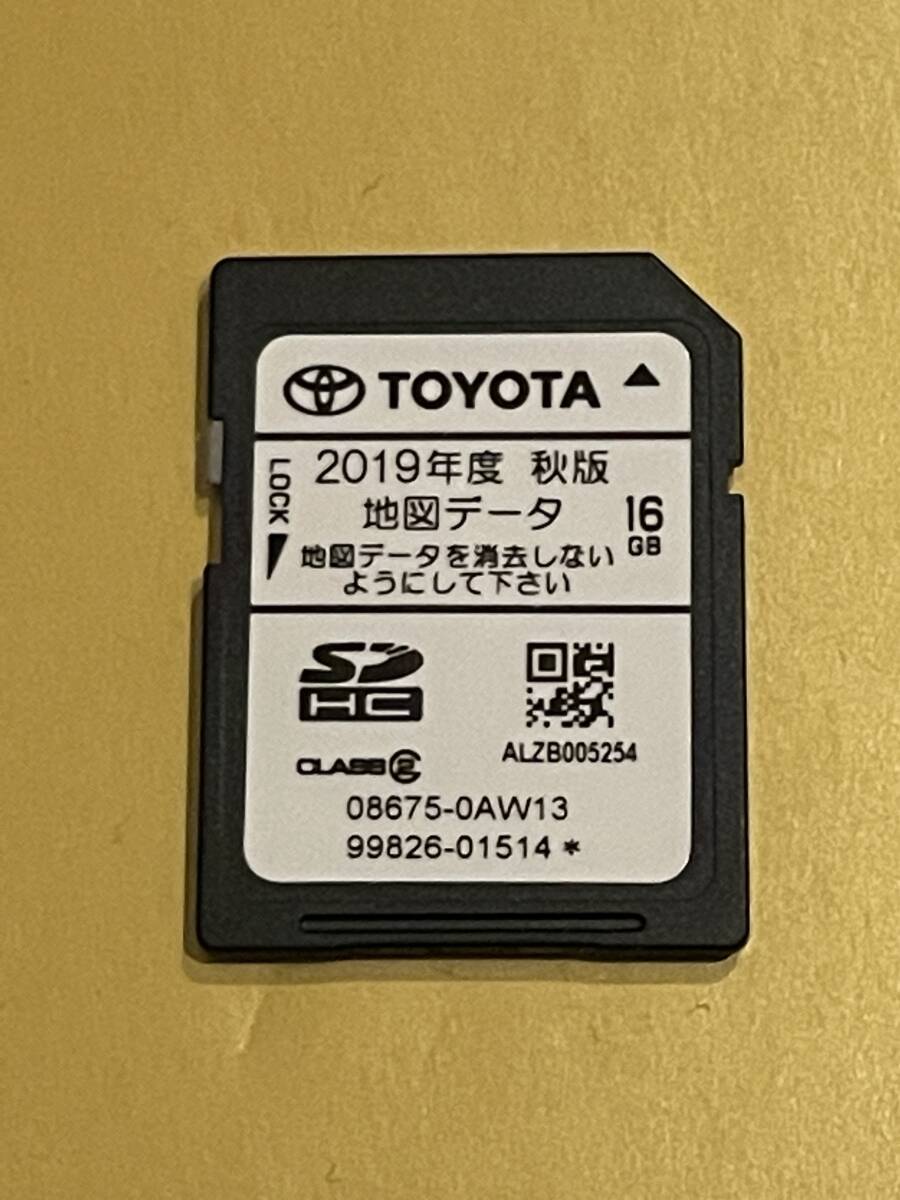 TOYOTA
2019年度 秋版
地図データ
LOCK
16
GB
地図データを消去しない
ようにして下さい
SD
HC
ALZB005254
CLASS2
08675-0AW13
99826-01514 *